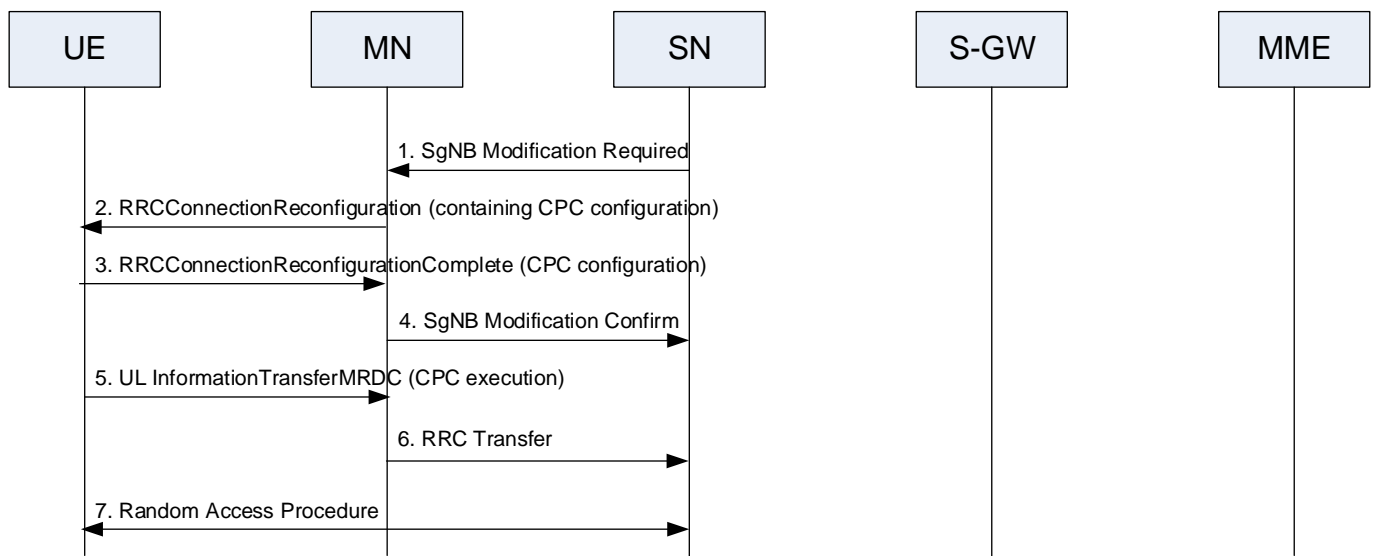 UE
MN
SN
S-GW
MME
1. SgNB Modification Required
2. RRCConnectionReconfiguration (containing CPC configuration)
3. RRCConnectionReconfigurationComplete (CPC configuration)
4. SgNB Modification Confirm
5. UL InformationTransferMRDC (CPC execution)
6. RRC Transfer
7. Random Access Procedure